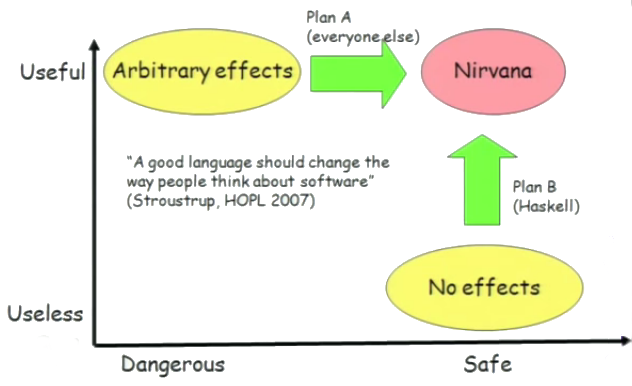 Plan A
(everyone else)
Useful
Arbitrary effects
Nirvana
"A good language should change the
way people think about software"
(Stroustrup, HOPL 2007)
Plan B
(Haskell)
No effects
Useless
Dangerous
Safe